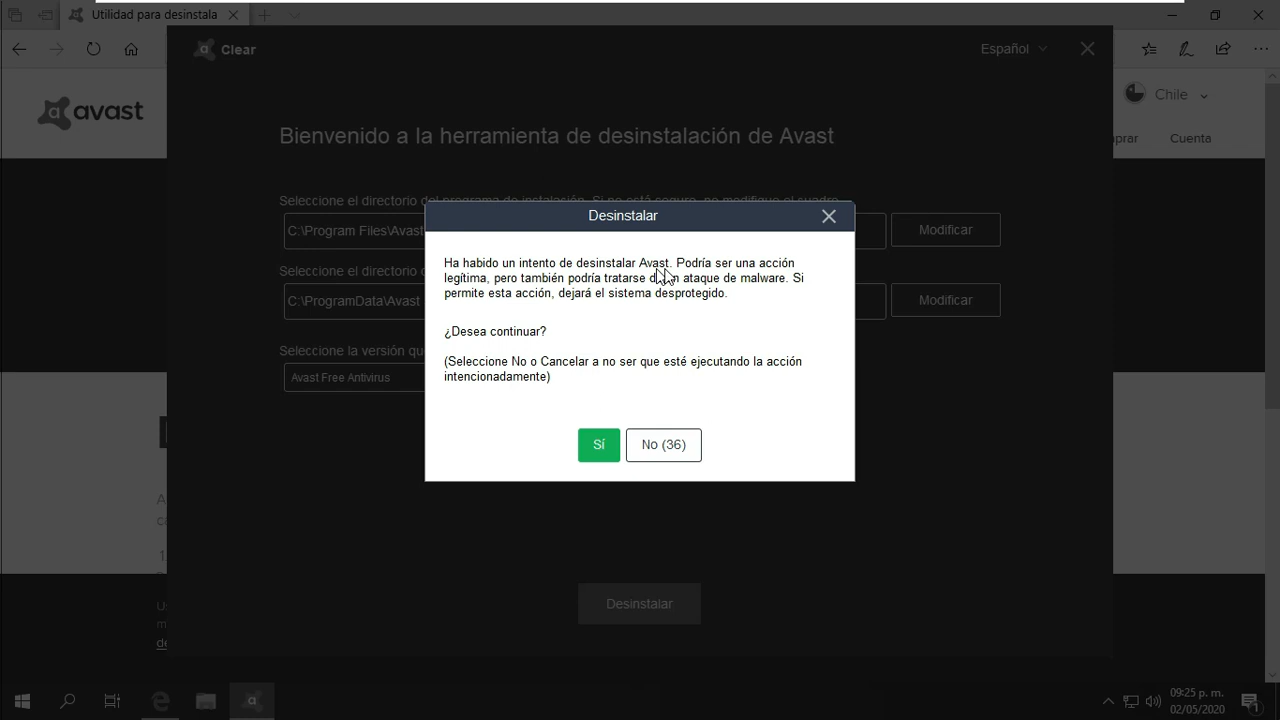 Utilidad para desinstala
Clear
Español
avast
Chile
prar
Cuenta
Bienvenido a la herramienta de desinstalación de Avast
Seleccione el directorio del programa de instalación. Si no está seguro, no modifique el cuadro
C:\Program Files\Avast
Modificar
Seleccione el directorio
C:\ProgramData\Avast
Modificar
Seleccione la versión
Avast Free Antivirus
Desinstalar
Ha habido un intento de desinstalar Avast. Podría ser una acción
legítima, pero también podría tratarse de un ataque de malware. Si
permite esta acción, dejará el sistema desprotegido.
¿Desea continuar?
(Seleccione No o Cancelar a no ser que esté ejecutando la acción
intencionadamente)
Sí
No (36)
Desinstalar
09:25 p. m.
02/05/2020